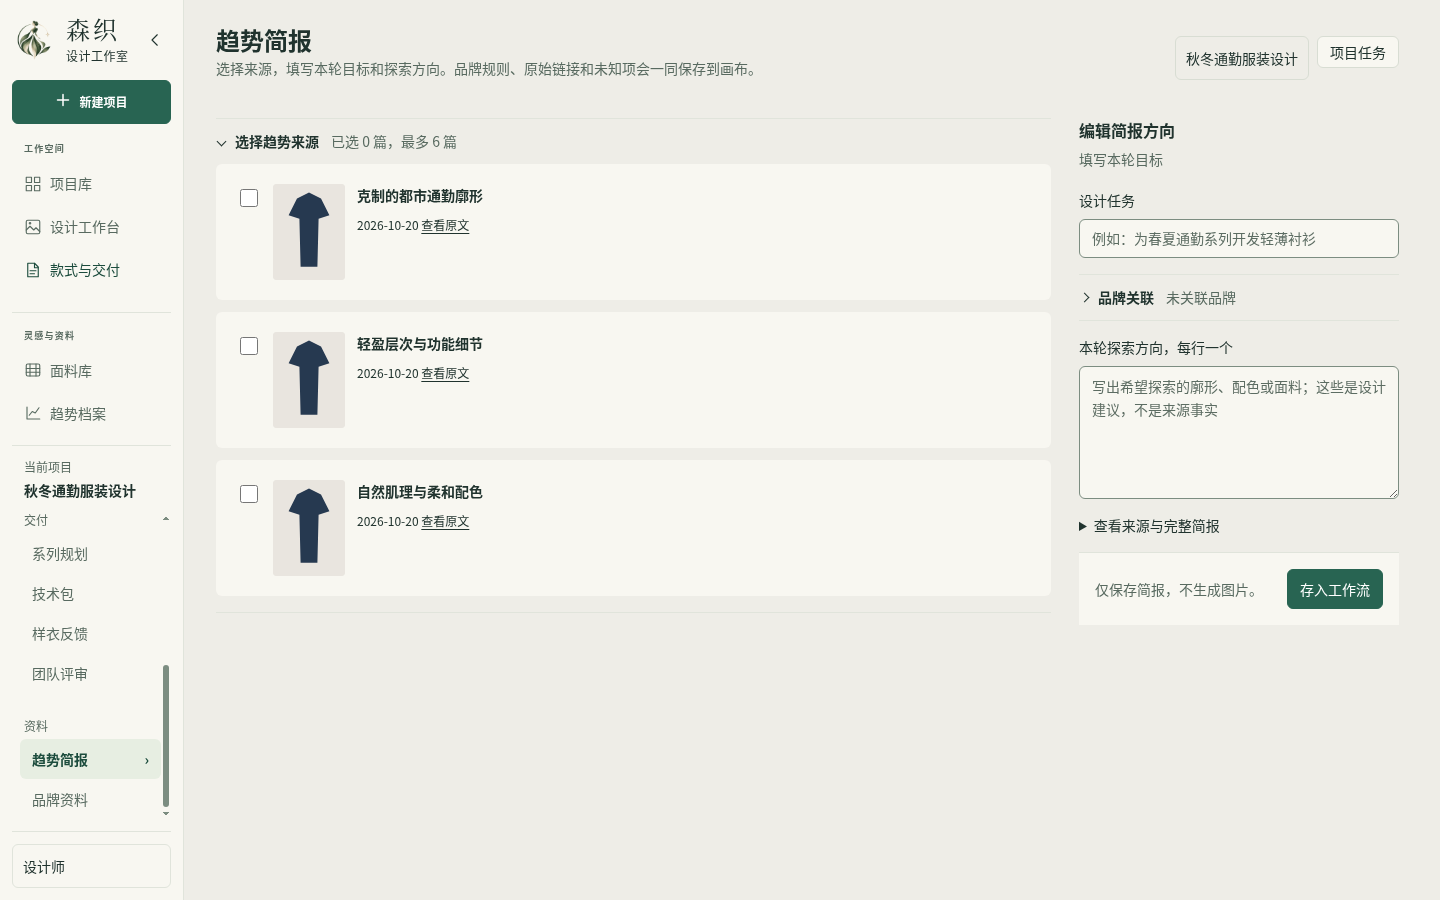 森织
设计工作室
新建项目
工作空间
项目库
设计工作台
款式与交付
灵感与资料
面料库
趋势档案
当前项目
秋冬通勤服装设计
交付
系列规划
技术包
样衣反馈
团队评审
资料
趋势简报 ›
品牌资料
设计师
趋势简报
选择来源，填写本轮目标和探索方向。品牌规则、原始链接和未知项会一同保存到画布。
秋冬通勤服装设计
项目任务
选择趋势来源 已选 0 篇，最多 6 篇
克制的都市通勤廓形
2026-10-20 查看原文
轻盈层次与功能细节
2026-10-20 查看原文
自然肌理与柔和配色
2026-10-20 查看原文
编辑简报方向
填写本轮目标
设计任务
例如：为春夏通勤系列开发轻薄衬衫
品牌关联 未关联品牌
本轮探索方向，每行一个
写出希望探索的廓形、配色或面料；这些是设计
建议，不是来源事实
查看来源与完整简报
仅保存简报，不生成图片。
存入工作流